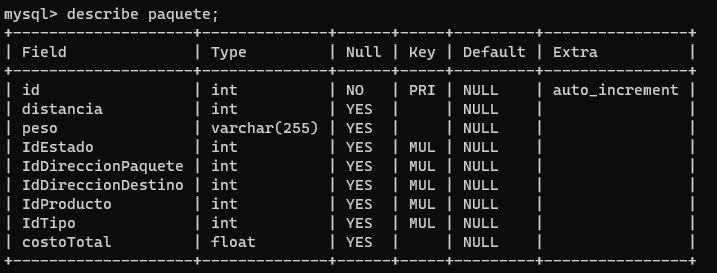 mysql> describe paquete;
+--------------------+--------------+------+-----+---------+----------------+
| Field              | Type         | Null | Key | Default | Extra          |
+--------------------+--------------+------+-----+---------+----------------+
| id                 | int          | NO   | PRI | NULL    | auto_increment |
| distancia          | int          | YES  |     | NULL    |                |
| peso               | varchar(255) | YES  |     | NULL    |                |
| IdEstado           | int          | YES  | MUL | NULL    |                |
| IdDireccionPaquete | int          | YES  | MUL | NULL    |                |
| IdDireccionDestino | int          | YES  | MUL | NULL    |                |
| IdProducto         | int          | YES  | MUL | NULL    |                |
| IdTipo             | int          | YES  | MUL | NULL    |                |
| costoTotal         | float        | YES  |     | NULL    |                |
+--------------------+--------------+------+-----+---------+----------------+